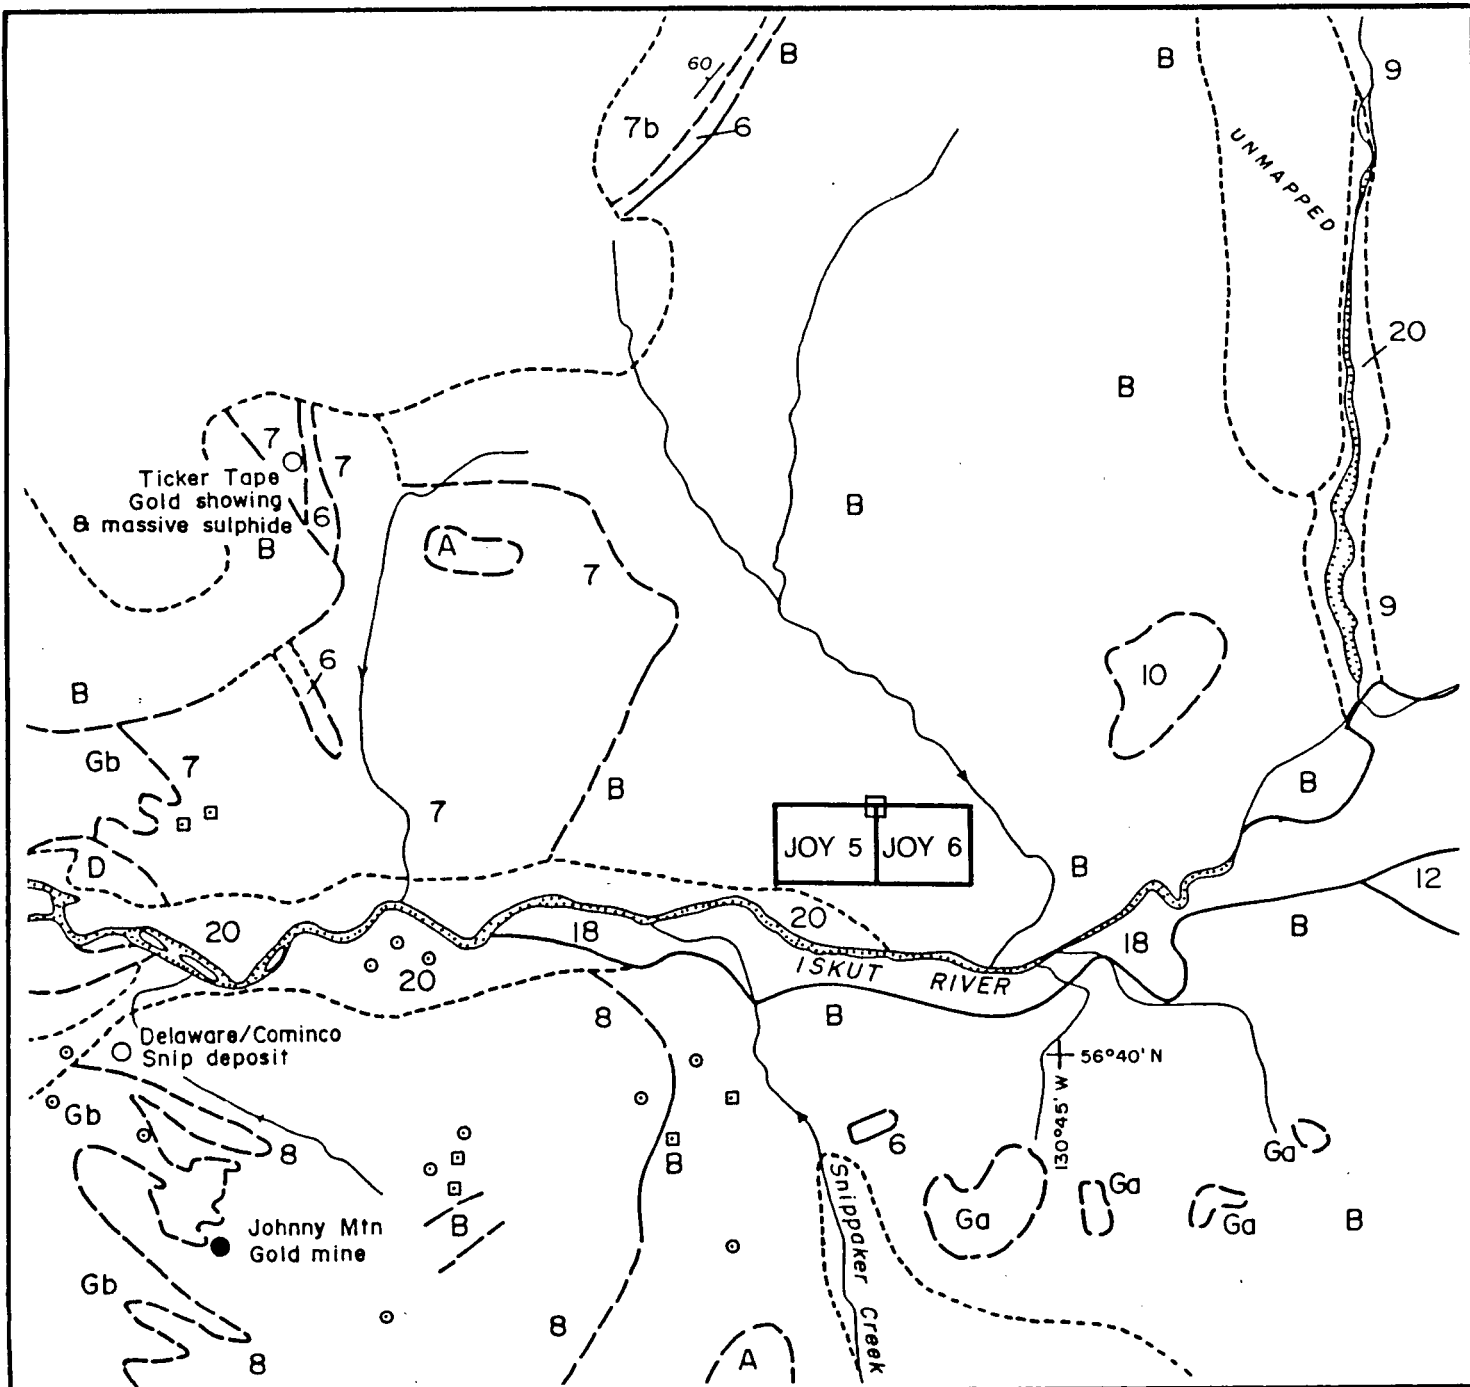 B
B
9
60
7b
6
UNMAPPED
20
B
7
7
Ticker Tape
Gold showing
& massive sulphide
6
B
B
A
7
9
6
10
B
Gb
7
B
B
7
JOY 5
JOY 6
D
B
12
20
18
20
18
B
20
ISKUT RIVER
8
B
Delaware/Cominco
Snip deposit
56°40' N
130°45' W
Gb
8
B
6
Ga
Ga
Ga
Ga
B
B
Johnny Mtn
Gold mine
Snippaker Creek
Gb
8
8
A